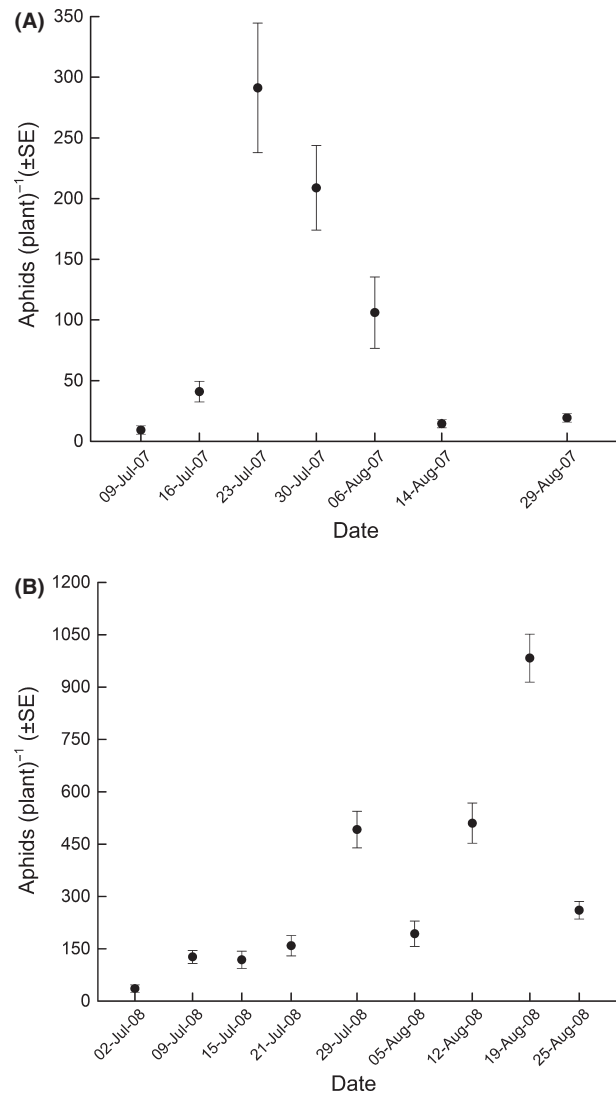 (A)
350
300
250
200
150
100
50
0
Aphids (plant)⁻¹(±SE)
09-Jul-07
16-Jul-07
23-Jul-07
30-Jul-07
06-Aug-07
14-Aug-07
29-Aug-07
Date
(B)
1200
1050
900
750
600
450
300
150
0
Aphids (plant)⁻¹ (±SE)
02-Jul-08
09-Jul-08
15-Jul-08
21-Jul-08
29-Jul-08
05-Aug-08
12-Aug-08
19-Aug-08
25-Aug-08
Date